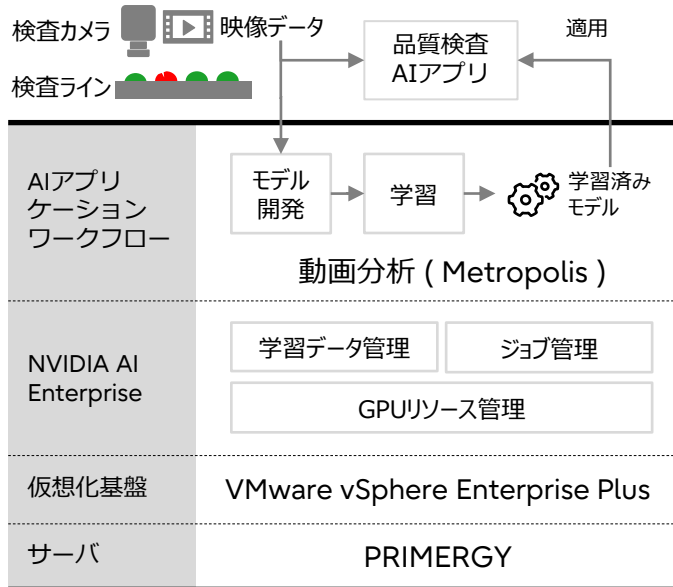 検査カメラ
映像データ
検査ライン
品質検査
AIアプリ
適用
AIアプリ
ケーション
ワークフロー
モデル
開発
学習
学習済み
モデル
動画分析 ( Metropolis )
NVIDIA AI
Enterprise
学習データ管理
ジョブ管理
GPUリソース管理
仮想化基盤
VMware vSphere Enterprise Plus
サーバ
PRIMERGY